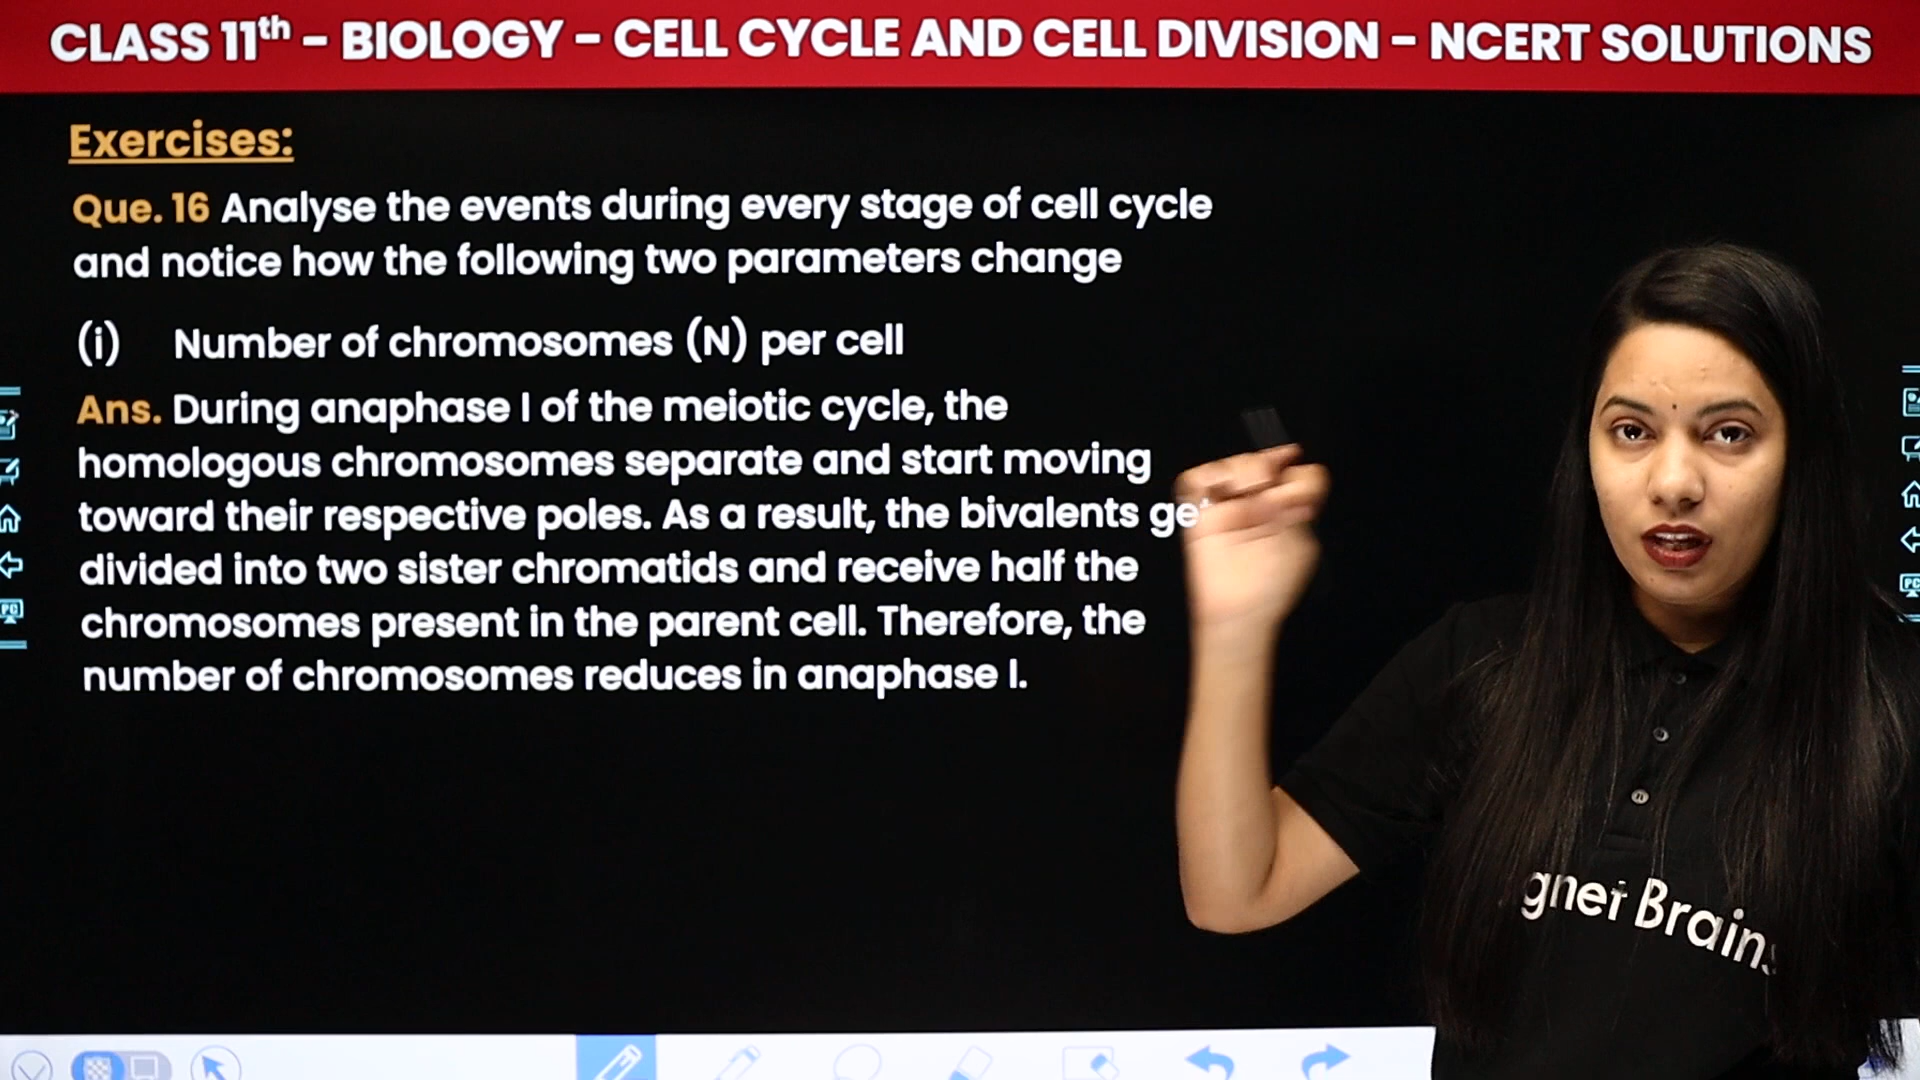 CLASS 11th - BIOLOGY - CELL CYCLE AND CELL DIVISION - NCERT SOLUTIONS
Exercises:
Que. 16 Analyse the events during every stage of cell cycle
and notice how the following two parameters change
(i) Number of chromosomes (N) per cell
Ans. During anaphase I of the meiotic cycle, the
homologous chromosomes separate and start moving
toward their respective poles. As a result, the bivalents get
divided into two sister chromatids and receive half the
chromosomes present in the parent cell. Therefore, the
number of chromosomes reduces in anaphase I.
gnet Brains